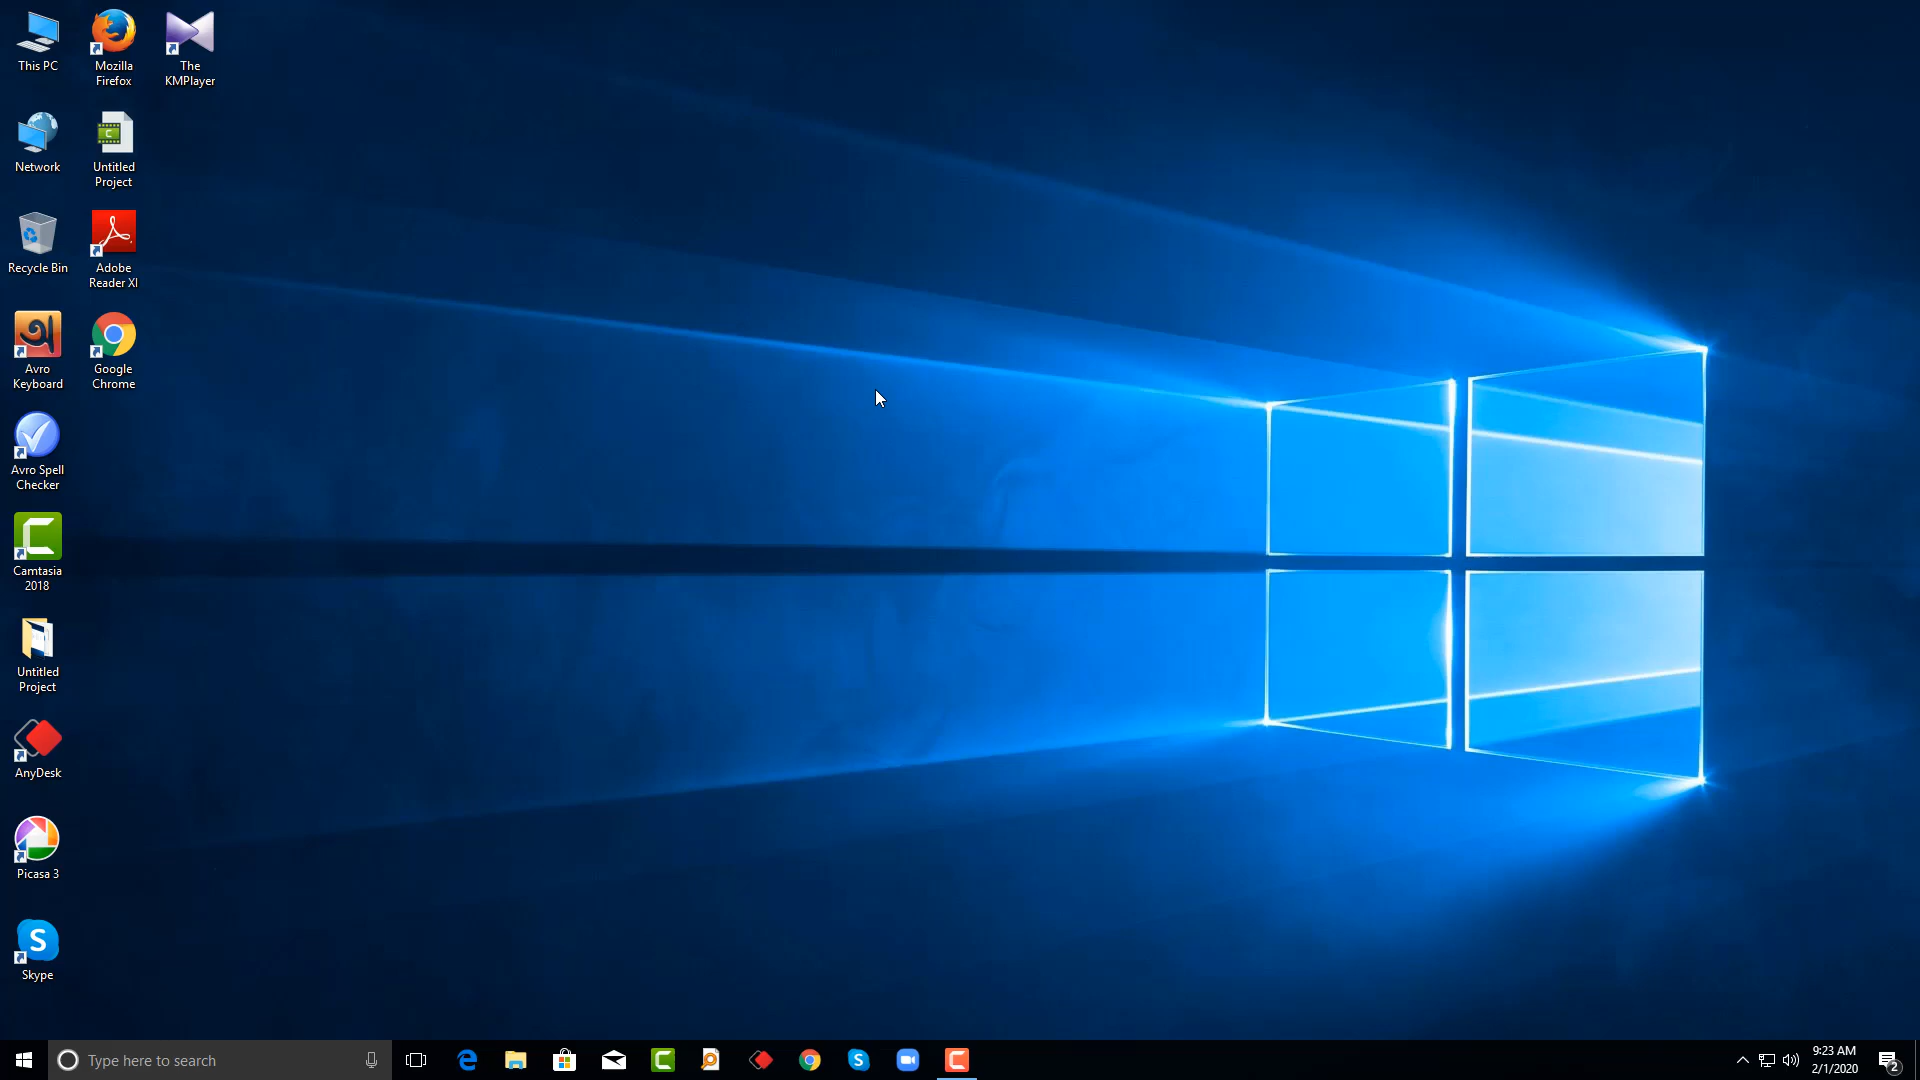 This PC
Mozilla
Firefox
The
KMPlayer
Network
Untitled
Project
Recycle Bin
Adobe
Reader XI
Avro
Keyboard
Google
Chrome
Avro Spell
Checker
Camtasia
2018
Untitled
Project
AnyDesk
Picasa 3
Skype
Type here to search
9:23 AM
2/1/2020
2